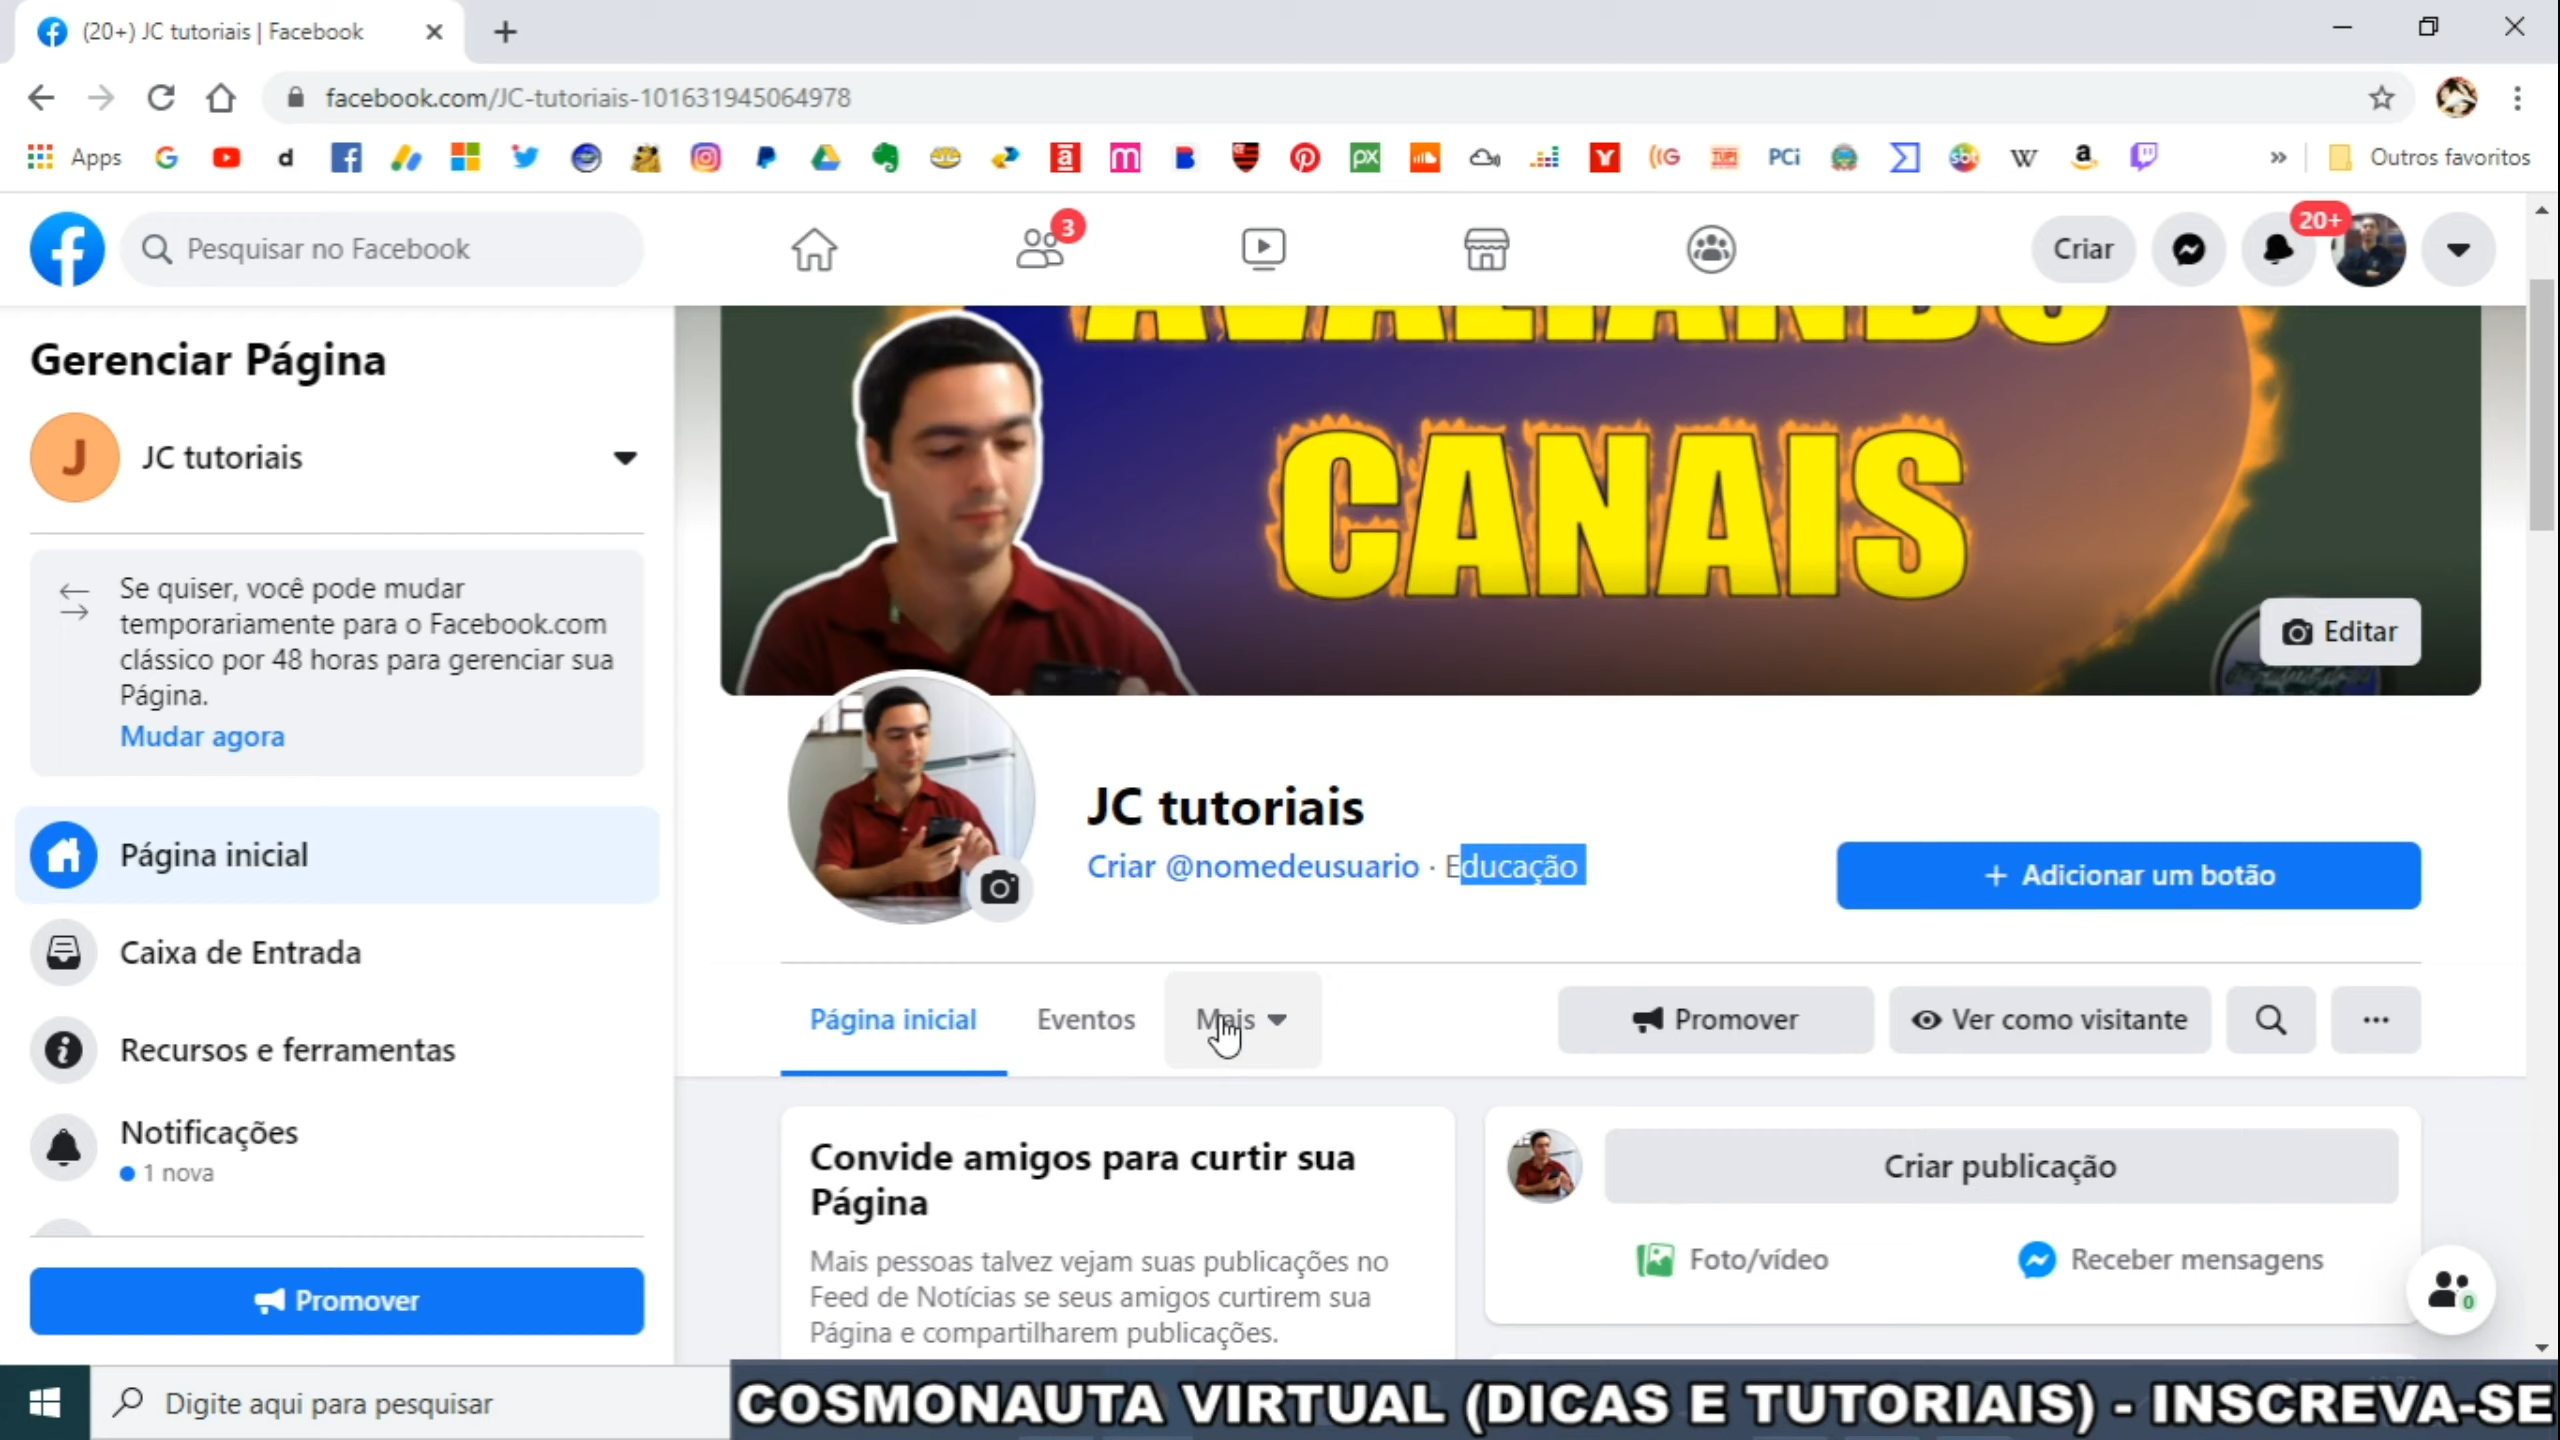 (20+) JC tutoriais | Facebook
facebook.com/JC-tutoriais-101631945064978
Apps
Outros favoritos
Pesquisar no Facebook
3
Criar
20+
Gerenciar Página
J
JC tutoriais
Se quiser, você pode mudar
temporariamente para o Facebook.com
clássico por 48 horas para gerenciar sua
Página.
Mudar agora
Página inicial
Caixa de Entrada
Recursos e ferramentas
Notificações
1 nova
Promover
AVALIANDO
CANAIS
Editar
JC tutoriais
Criar @nomedeusuario · Educação
+ Adicionar um botão
Página inicial
Eventos
Mais
Promover
Ver como visitante
Convide amigos para curtir sua
Página
Mais pessoas talvez vejam suas publicações no
Feed de Notícias se seus amigos curtirem sua
Página e compartilharem publicações.
Criar publicação
Foto/vídeo
Receber mensagens
0
Digite aqui para pesquisar
COSMONAUTA VIRTUAL (DICAS E TUTORIAIS) - INSCREVA-SE